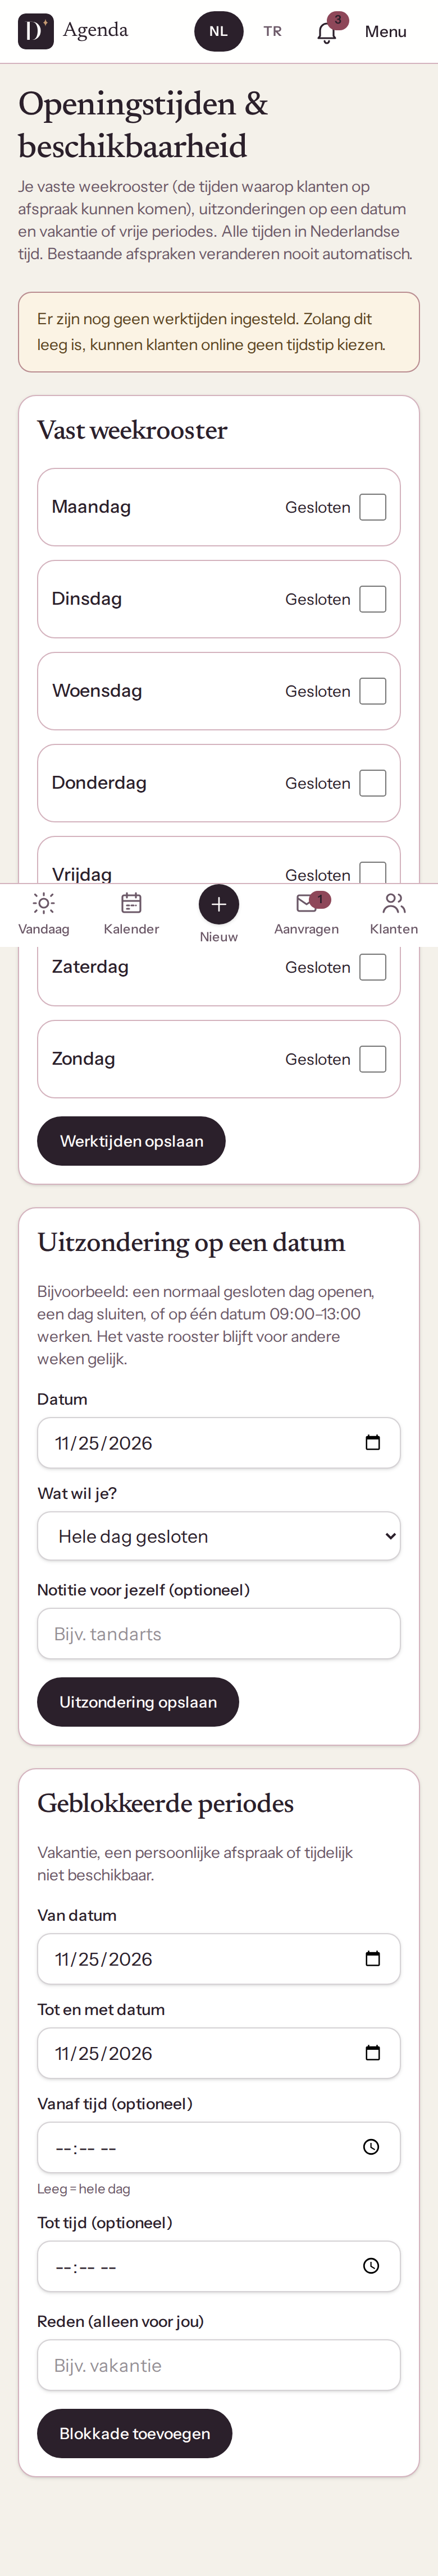 D Agenda NL TR 3 Menu
Openingstijden &
beschikbaarheid
Je vaste weekrooster (de tijden waarop klanten op
afspraak kunnen komen), uitzonderingen op een datum
en vakantie of vrije periodes. Alle tijden in Nederlandse
tijd. Bestaande afspraken veranderen nooit automatisch.
Er zijn nog geen werktijden ingesteld. Zolang dit
leeg is, kunnen klanten online geen tijdstip kiezen.
Vast weekrooster
Maandag Gesloten
Dinsdag Gesloten
Woensdag Gesloten
Donderdag Gesloten
Vrijdag Gesloten
1
Vandaag Kalender Nieuw Aanvragen Klanten
Zaterdag Gesloten
Zondag Gesloten
Werktijden opslaan
Uitzondering op een datum
Bijvoorbeeld: een normaal gesloten dag openen,
een dag sluiten, of op één datum 09:00–13:00
werken. Het vaste rooster blijft voor andere
weken gelijk.
Datum
11/25/2026
Wat wil je?
Hele dag gesloten
Notitie voor jezelf (optioneel)
Bijv. tandarts
Uitzondering opslaan
Geblokkeerde periodes
Vakantie, een persoonlijke afspraak of tijdelijk
niet beschikbaar.
Van datum
11/25/2026
Tot en met datum
11/25/2026
Vanaf tijd (optioneel)
--:-- --
Leeg = hele dag
Tot tijd (optioneel)
--:-- --
Reden (alleen voor jou)
Bijv. vakantie
Blokkade toevoegen